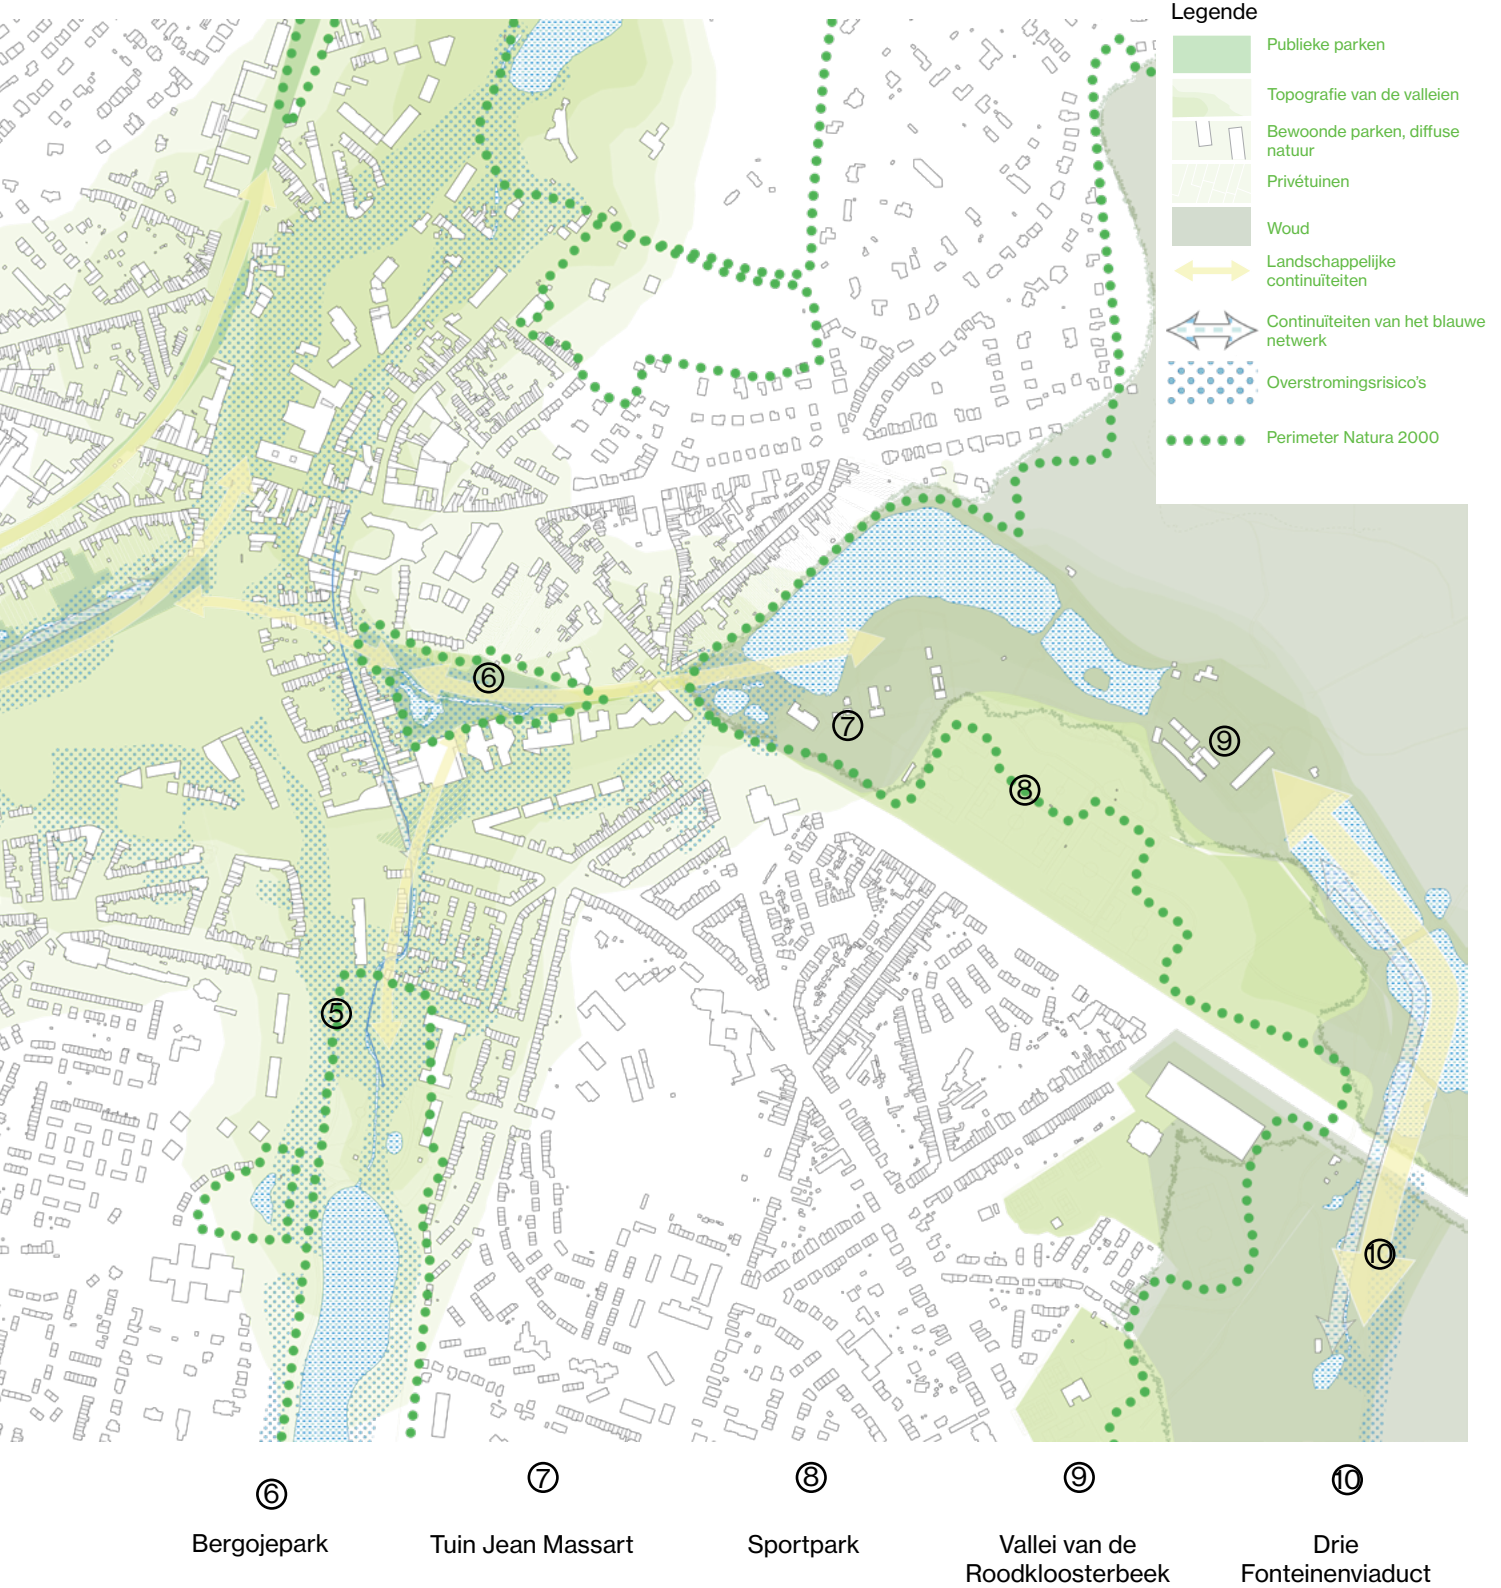 Legende
Publieke parken
Topografie van de valleien
Bewoonde parken, diffuse
natuur
Privétuinen
Woud
Landschappelijke
continuïteiten
Continuïteiten van het blauwe
netwerk
Overstromingsrisico's
Perimeter Natura 2000
6
7
9
8
5
10
6
7
8
9
10
Bergojepark
Tuin Jean Massart
Sportpark
Vallei van de
Roodkloosterbeek
Drie
Fonteinenviaduct